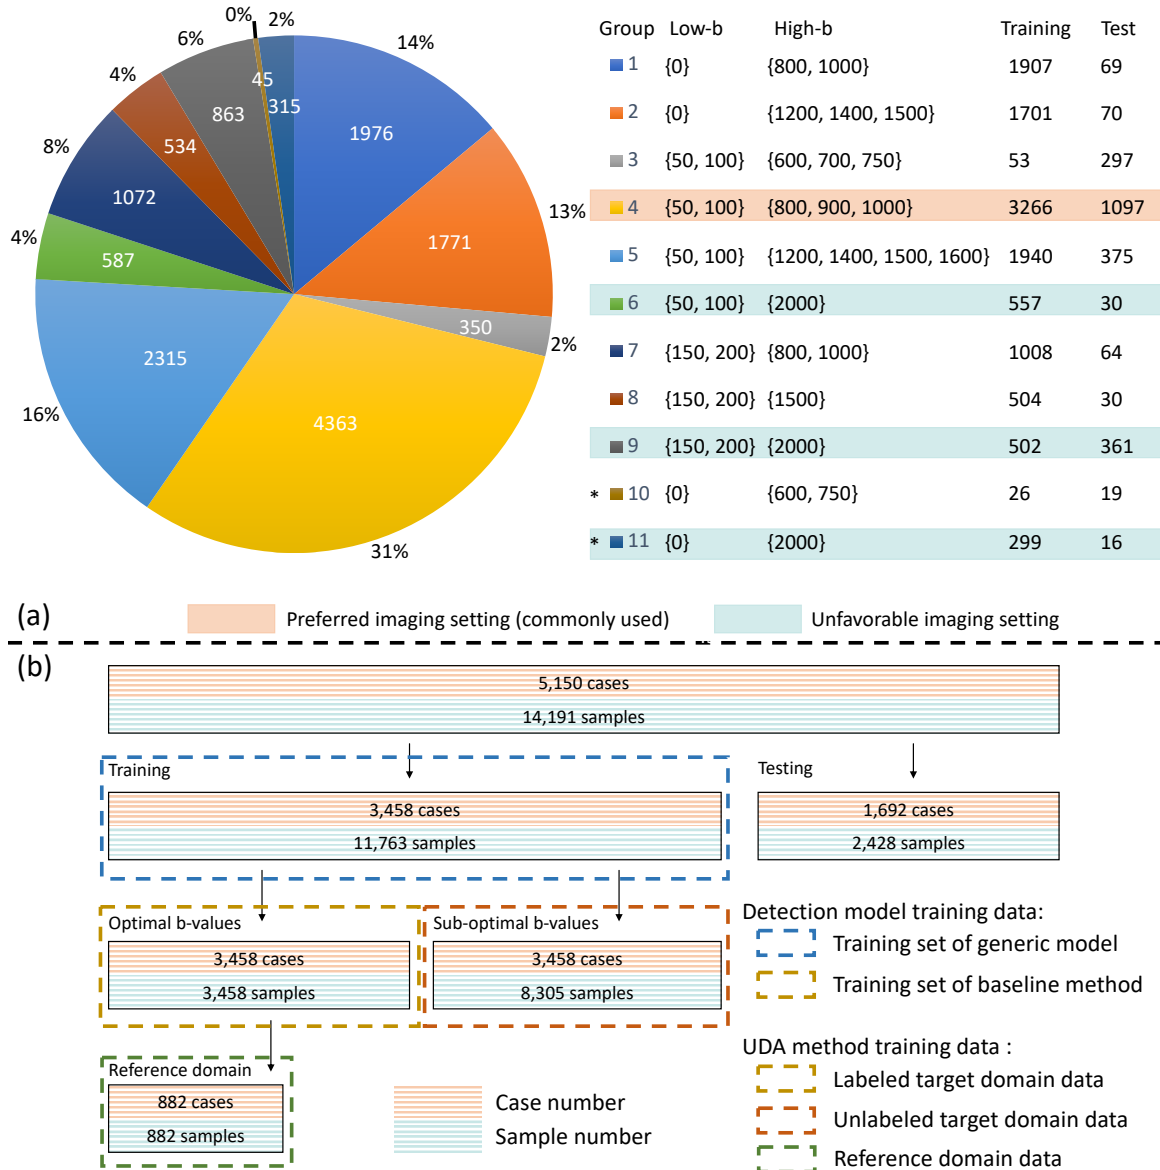 0%
2%
6%
14%
4%
8%
13%
4%
2%
16%
31%
45
315
863
1976
534
1072
1771
587
350
2315
4363
Group Low-b High-b Training Test
1 {0} {800, 1000} 1907 69
2 {0} {1200, 1400, 1500} 1701 70
3 {50, 100} {600, 700, 750} 53 297
4 {50, 100} {800, 900, 1000} 3266 1097
5 {50, 100} {1200, 1400, 1500, 1600} 1940 375
6 {50, 100} {2000} 557 30
7 {150, 200} {800, 1000} 1008 64
8 {150, 200} {1500} 504 30
9 {150, 200} {2000} 502 361
* 10 {0} {600, 750} 26 19
* 11 {0} {2000} 299 16
(a)
Preferred imaging setting (commonly used)
Unfavorable imaging setting
(b)
5,150 cases
14,191 samples
Training
3,458 cases
11,763 samples
Testing
1,692 cases
2,428 samples
Optimal b-values
3,458 cases
3,458 samples
Sub-optimal b-values
3,458 cases
8,305 samples
Reference domain
882 cases
882 samples
Case number
Sample number
Detection model training data:
Training set of generic model
Training set of baseline method
UDA method training data :
Labeled target domain data
Unlabeled target domain data
Reference domain data